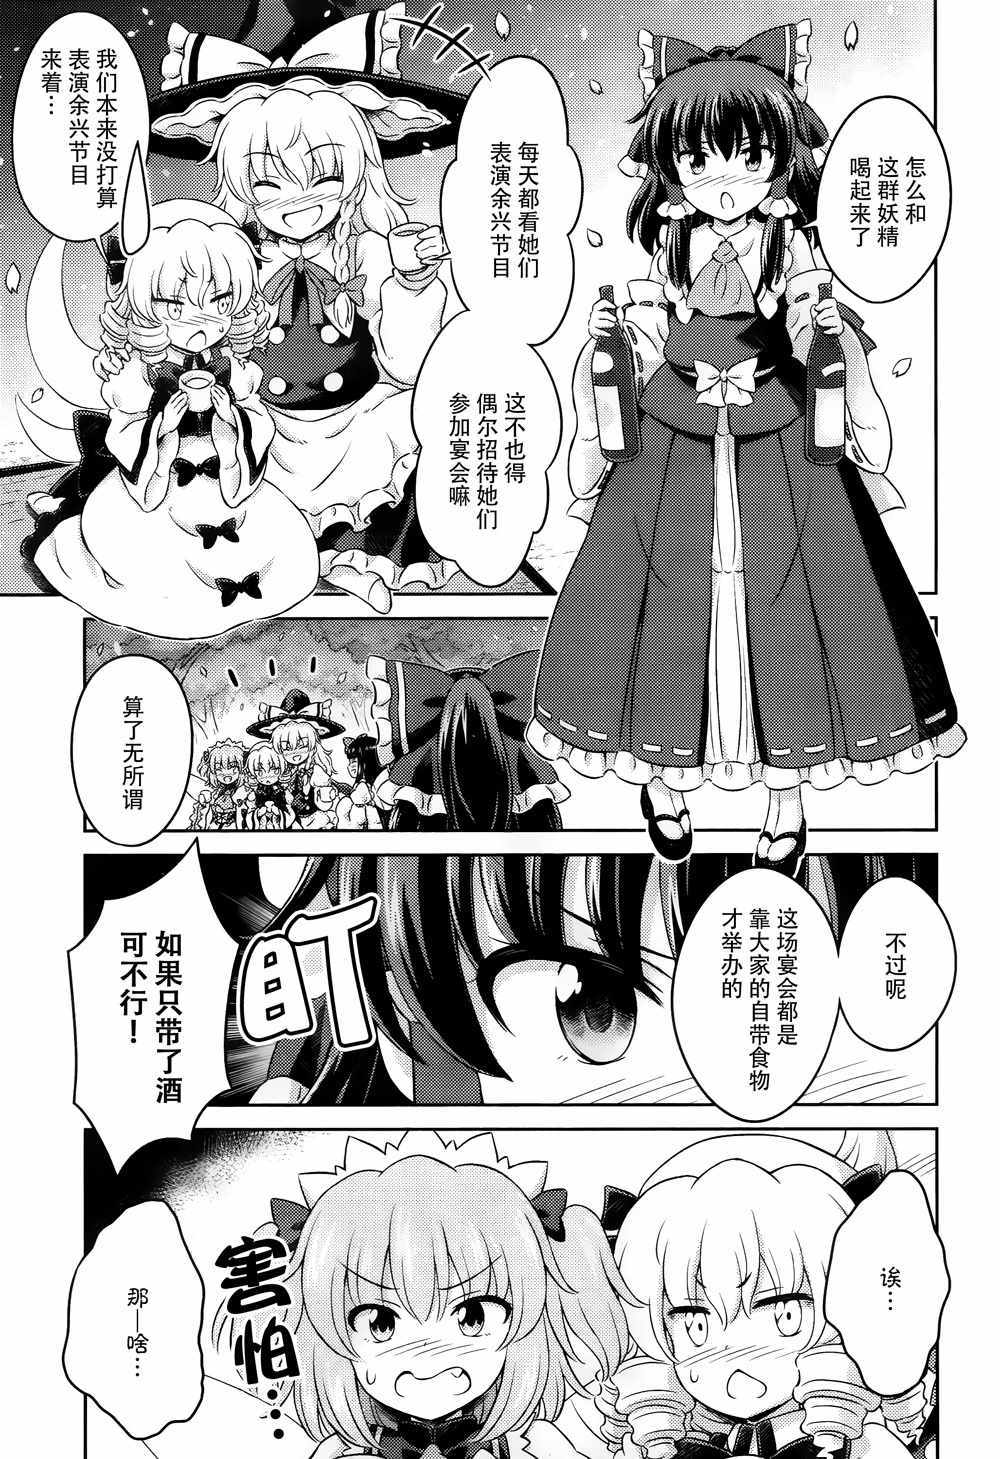 怎么和
这群妖精
喝起来了
每天都看她们
表演余兴节目
这不也得
偶尔招待她们
参加宴会嘛
我们本来没打算
表演余兴节目
来着…
算了无所谓
不过呢
这场宴会都是
靠大家的自带食物
才举办的
盯
如果只带了酒
可不行！
诶…
害怕……
那—啥…